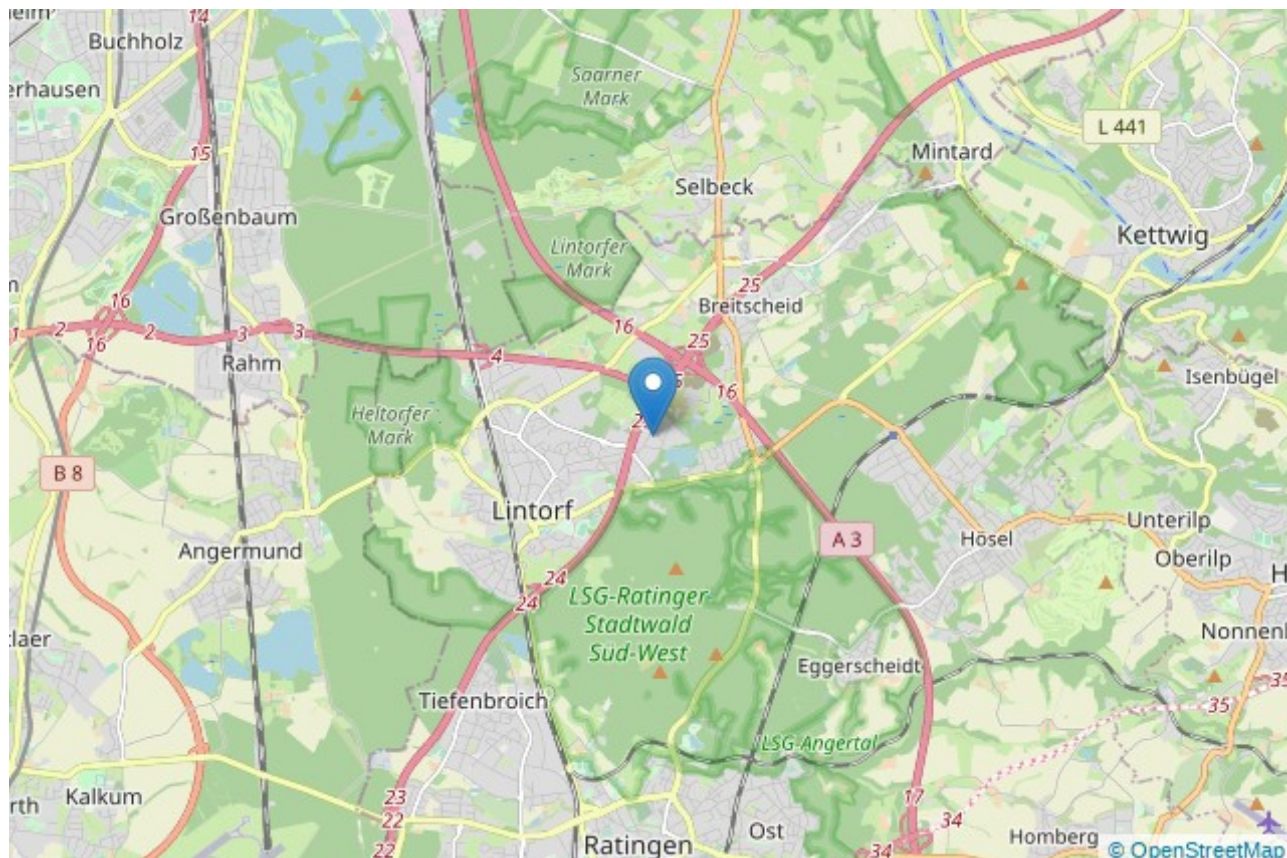 14
Buchholz
erhausen
Saarner
Mark
L 441
Mintard
15
Selbeck
Großenbaum
Kettwig
Lintorfer
Mark
25
Breitscheid
16
16
2
2
3
3
16
25
4
Rahm
16
Isenbügel
Heltorfer
Mark
B 8
Lintorf
A 3
Unterilp
Hösel
Angermund
Oberilp
24
24
LSG-Ratinger
Stadtwald
Süd-West
Nonnen
Eggerscheidt
Tiefenbroich
35
35
LSG-Angertal
Kalkum
23
22
17
34
Ost
Homberg
Ratingen
22
34
© OpenStreetMap